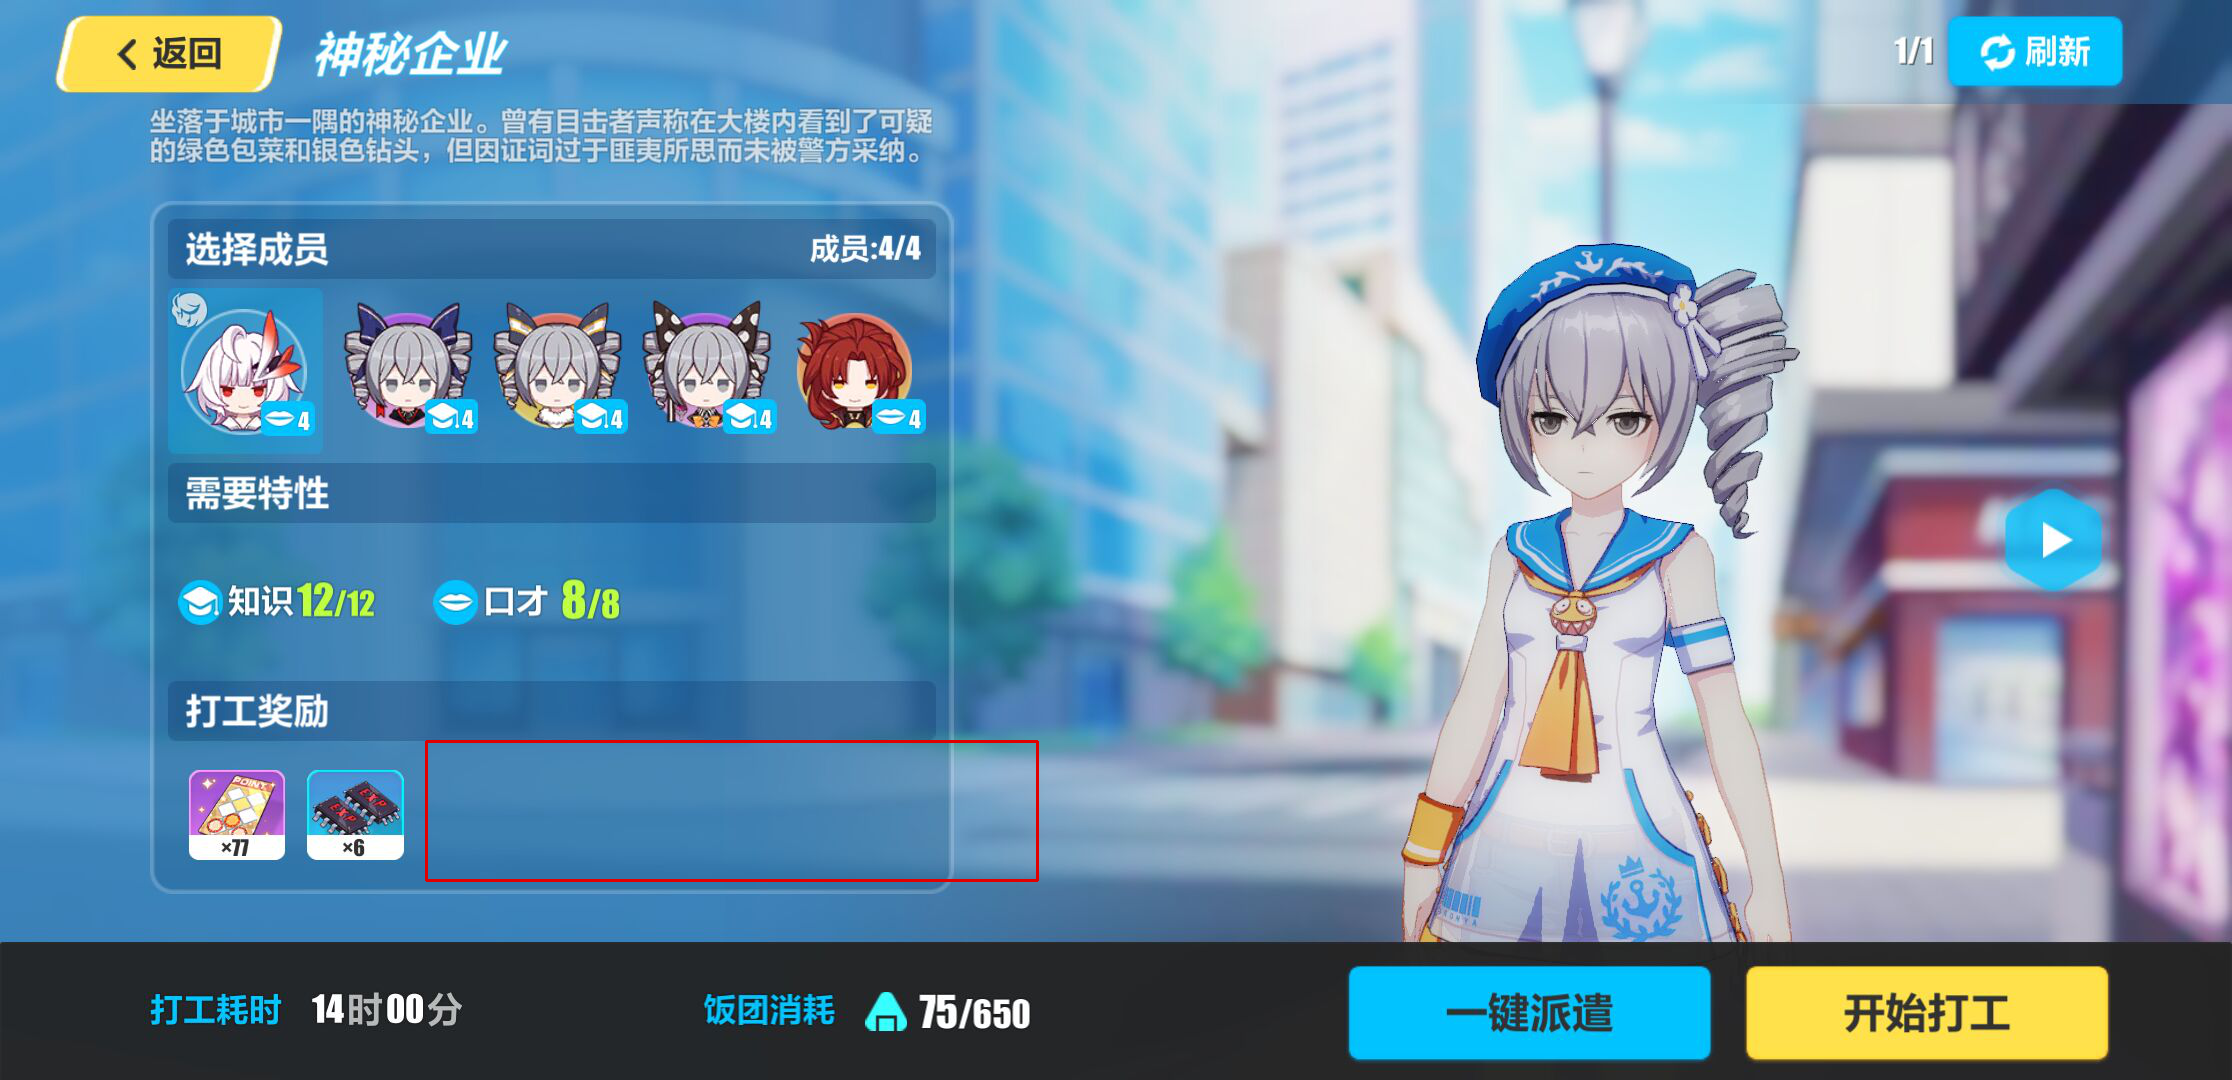 返回
神秘企业
1/1
刷新
坐落于城市一隅的神秘企业。曾有目击者声称在大楼内看到了可疑
的绿色包菜和银色钻头，但因证词过于匪夷所思而未被警方采纳。
选择成员
成员:4/4
4
4
4
4
4
需要特性
知识12/12
口才 8/8
打工奖励
POINT
×77
EXP
EXP
×6
打工耗时 14时00分
饭团消耗 75/650
一键派遣
开始打工